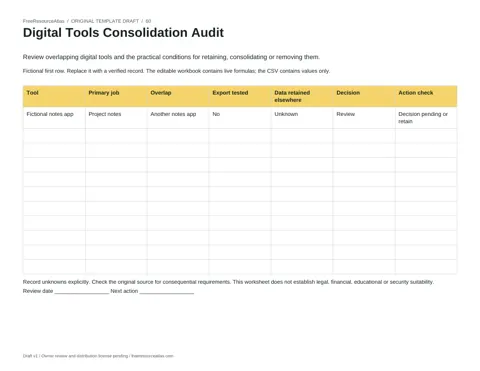 FreeResourceAtlas / ORIGINAL TEMPLATE DRAFT / 60
Digital Tools Consolidation Audit
Review overlapping digital tools and the practical conditions for retaining, consolidating or removing them.
Fictional first row. Replace it with a verified record. The editable workbook contains live formulas; the CSV contains values only.
Tool Primary job Overlap Export tested Data retained elsewhere Decision Action check
Fictional notes app Project notes Another notes app No Unknown Review Decision pending or retain
Record unknowns explicitly. Check the original source for consequential requirements. This worksheet does not establish legal, financial, educational or security suitability.
Review date ____________________ Next action ____________________
Draft v1 / Owner review and distribution license pending / freeresourceatlas.com